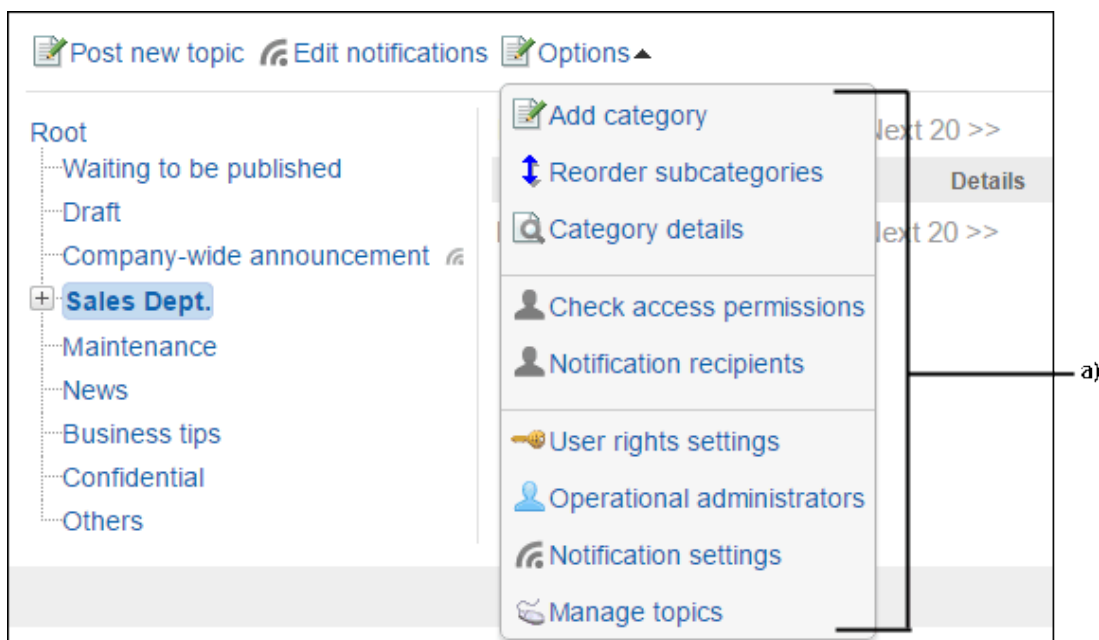 Post new topic Edit notifications Options
Root
Waiting to be published
Draft
Company-wide announcement
Sales Dept.
Maintenance
News
Business tips
Confidential
Others
Add category
Reorder subcategories
Category details
Check access permissions
Notification recipients
User rights settings
Operational administrators
Notification settings
Manage topics
Next 20 >>
Details
Next 20 >>
a)